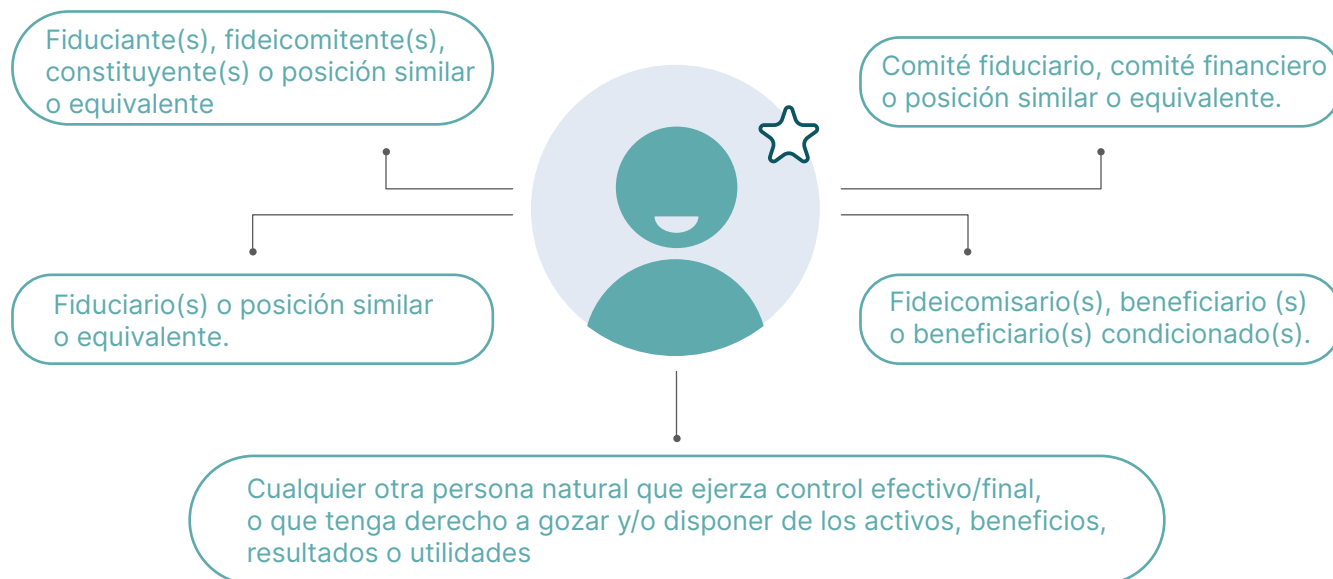 Fiduciante(s), fideicomitente(s),
constituyente(s) o posición similar
o equivalente
Comité fiduciario, comité financiero
o posición similar o equivalente.
Fiduciario(s) o posición similar
o equivalente.
Fideicomisario(s), beneficiario (s)
o beneficiario(s) condicionado(s).
Cualquier otra persona natural que ejerza control efectivo/final,
o que tenga derecho a gozar y/o disponer de los activos, beneficios,
resultados o utilidades